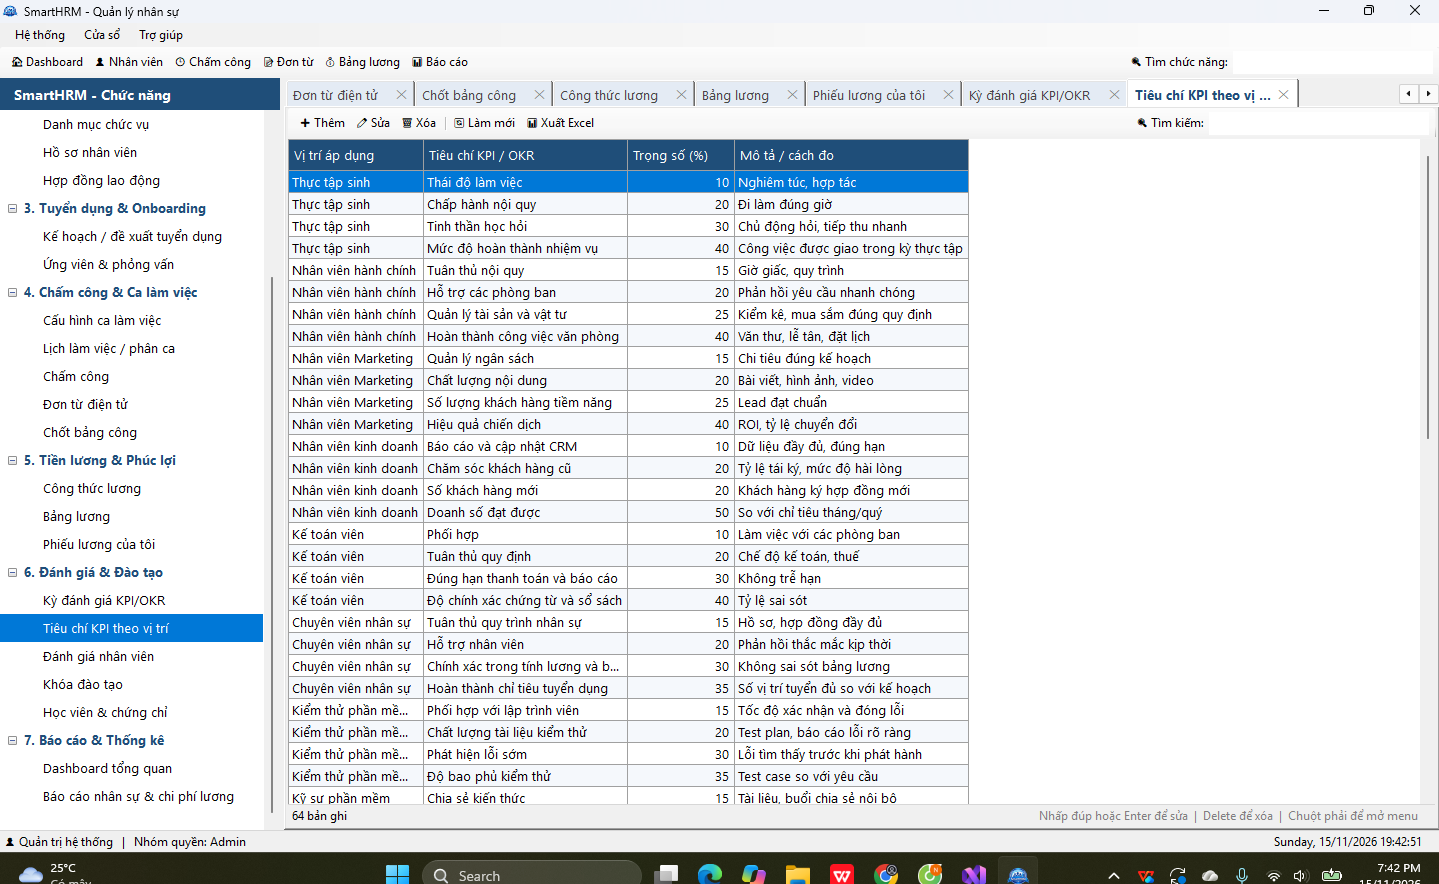 SmartHRM - Quản lý nhân sự
Hệ thống Cửa sổ Trợ giúp
Dashboard Nhân viên Chấm công Đơn từ Bảng lương Báo cáo Tìm chức năng:
SmartHRM - Chức năng
Danh mục chức vụ
Hồ sơ nhân viên
Hợp đồng lao động
3. Tuyển dụng & Onboarding
Kế hoạch / đề xuất tuyển dụng
Ứng viên & phỏng vấn
4. Chấm công & Ca làm việc
Cấu hình ca làm việc
Lịch làm việc / phân ca
Chấm công
Đơn từ điện tử
Chốt bảng công
5. Tiền lương & Phúc lợi
Công thức lương
Bảng lương
Phiếu lương của tôi
6. Đánh giá & Đào tạo
Kỳ đánh giá KPI/OKR
Tiêu chí KPI theo vị trí
Đánh giá nhân viên
Khóa đào tạo
Học viên & chứng chỉ
7. Báo cáo & Thống kê
Dashboard tổng quan
Báo cáo nhân sự & chi phí lương
Đơn từ điện tử Chốt bảng công Công thức lương Bảng lương Phiếu lương của tôi Kỳ đánh giá KPI/OKR Tiêu chí KPI theo vị ...
Thêm Sửa Xóa Làm mới Xuất Excel Tìm kiếm:
Vị trí áp dụng Tiêu chí KPI / OKR Trọng số (%) Mô tả / cách đo
Thực tập sinh Thái độ làm việc 10 Nghiêm túc, hợp tác
Thực tập sinh Chấp hành nội quy 20 Đi làm đúng giờ
Thực tập sinh Tinh thần học hỏi 30 Chủ động hỏi, tiếp thu nhanh
Thực tập sinh Mức độ hoàn thành nhiệm vụ 40 Công việc được giao trong kỳ thực tập
Nhân viên hành chính Tuân thủ nội quy 15 Giờ giấc, quy trình
Nhân viên hành chính Hỗ trợ các phòng ban 20 Phản hồi yêu cầu nhanh chóng
Nhân viên hành chính Quản lý tài sản và vật tư 25 Kiểm kê, mua sắm đúng quy định
Nhân viên hành chính Hoàn thành công việc văn phòng 40 Văn thư, lễ tân, đặt lịch
Nhân viên Marketing Quản lý ngân sách 15 Chi tiêu đúng kế hoạch
Nhân viên Marketing Chất lượng nội dung 20 Bài viết, hình ảnh, video
Nhân viên Marketing Số lượng khách hàng tiềm năng 25 Lead đạt chuẩn
Nhân viên Marketing Hiệu quả chiến dịch 40 ROI, tỷ lệ chuyển đổi
Nhân viên kinh doanh Báo cáo và cập nhật CRM 10 Dữ liệu đầy đủ, đúng hạn
Nhân viên kinh doanh Chăm sóc khách hàng cũ 20 Tỷ lệ tái ký, mức độ hài lòng
Nhân viên kinh doanh Số khách hàng mới 20 Khách hàng ký hợp đồng mới
Nhân viên kinh doanh Doanh số đạt được 50 So với chỉ tiêu tháng/quý
Kế toán viên Phối hợp 10 Làm việc với các phòng ban
Kế toán viên Tuân thủ quy định 20 Chế độ kế toán, thuế
Kế toán viên Đúng hạn thanh toán và báo cáo 30 Không trễ hạn
Kế toán viên Độ chính xác chứng từ và sổ sách 40 Tỷ lệ sai sót
Chuyên viên nhân sự Tuân thủ quy trình nhân sự 15 Hồ sơ, hợp đồng đầy đủ
Chuyên viên nhân sự Hỗ trợ nhân viên 20 Phản hồi thắc mắc kịp thời
Chuyên viên nhân sự Chính xác trong tính lương và b... 30 Không sai sót bảng lương
Chuyên viên nhân sự Hoàn thành chỉ tiêu tuyển dụng 35 Số vị trí tuyển đủ so với kế hoạch
Kiểm thử phần mề... Phối hợp với lập trình viên 15 Tốc độ xác nhận và đóng lỗi
Kiểm thử phần mề... Chất lượng tài liệu kiểm thử 20 Test plan, báo cáo lỗi rõ ràng
Kiểm thử phần mề... Phát hiện lỗi sớm 30 Lỗi tìm thấy trước khi phát hành
Kiểm thử phần mề... Độ bao phủ kiểm thử 35 Test case so với yêu cầu
Kỹ sư phần mềm Chia sẻ kiến thức 15 Tài liệu, buổi chia sẻ nội bộ
64 bản ghi Nhấp đúp hoặc Enter để sửa | Delete để xóa | Chuột phải để mở menu
Quản trị hệ thống | Nhóm quyền: Admin Sunday, 15/11/2026 19:42:51
25°C
Có mây
Search
7:42 PM
15/11/2026